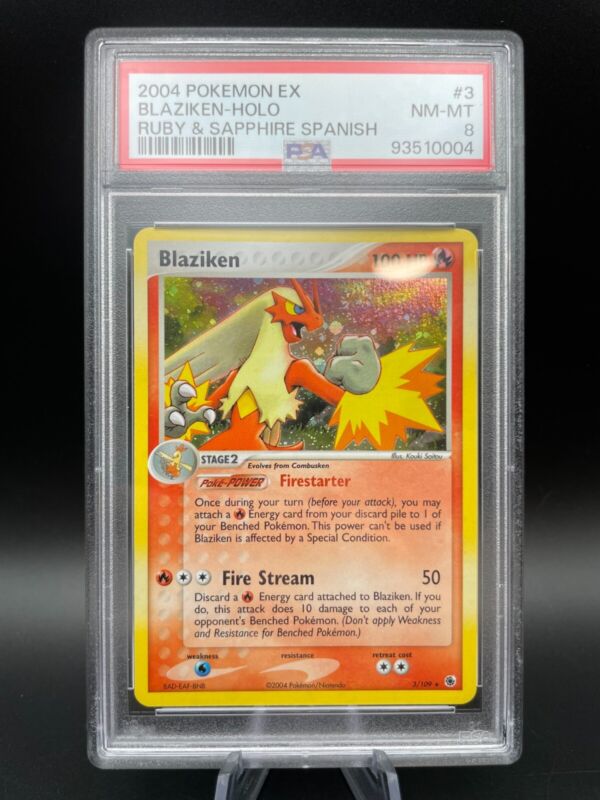 2004 POKEMON EX #3
BLAZIKEN-HOLO NM-MT
RUBY & SAPPHIRE SPANISH 8
PSA 93510004
Blaziken 100 HP
STAGE 2 Evolves from Combusken Illus. Kouki Saitou
Poké-POWER Firestarter
Once during your turn (before your attack), you may
attach a Energy card from your discard pile to 1 of
your Benched Pokémon. This power can't be used if
Blaziken is affected by a Special Condition.
Fire Stream 50
Discard a Energy card attached to Blaziken. If you
do, this attack does 10 damage to each of your
opponent's Benched Pokémon. (Don't apply Weakness
and Resistance for Benched Pokémon.)
weakness resistance retreat cost
©2004 Pokémon/Nintendo 3/109